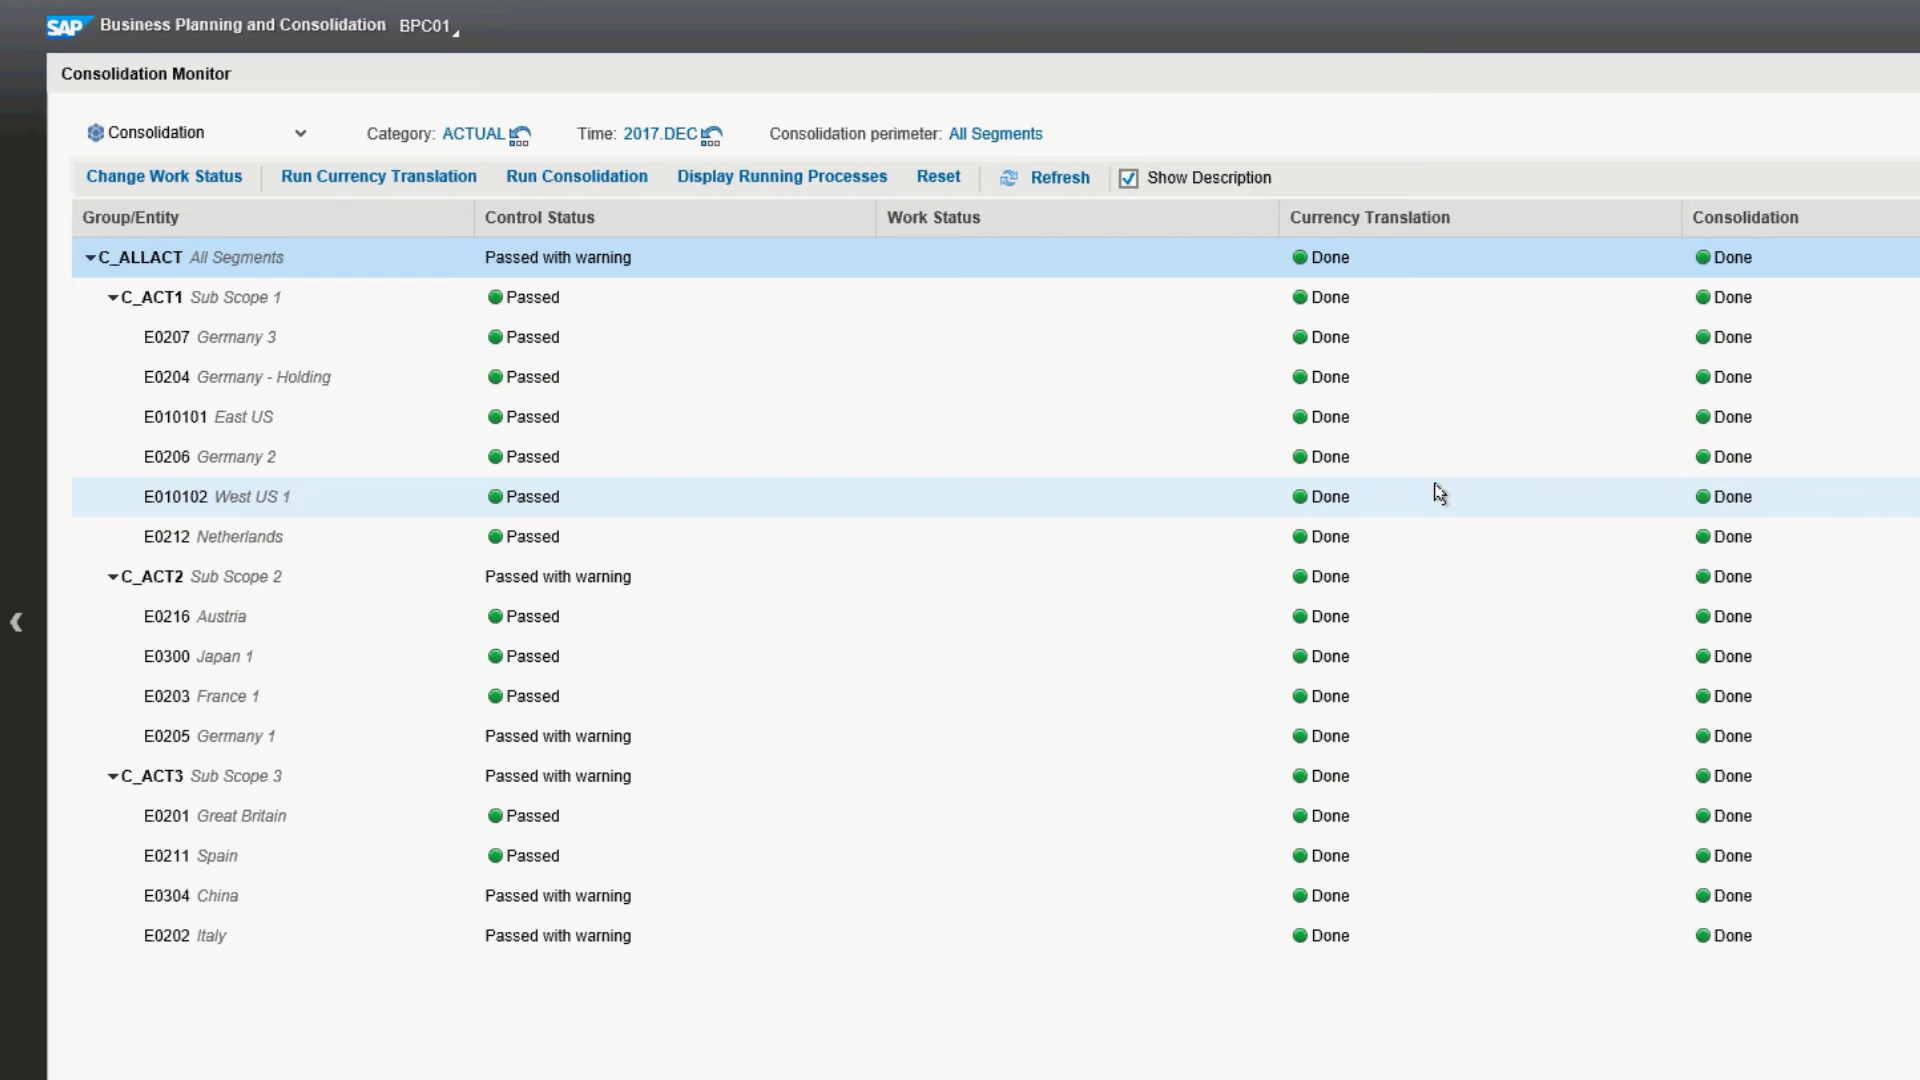 SAP Business Planning and Consolidation BPC01
Consolidation Monitor
Consolidation Category: ACTUAL Time: 2017.DEC Consolidation perimeter: All Segments
Change Work Status Run Currency Translation Run Consolidation Display Running Processes Reset Refresh Show Description
Group/Entity Control Status Work Status Currency Translation Consolidation
C_ALLACT All Segments Passed with warning Done Done
C_ACT1 Sub Scope 1 Passed Done Done
E0207 Germany 3 Passed Done Done
E0204 Germany - Holding Passed Done Done
E010101 East US Passed Done Done
E0206 Germany 2 Passed Done Done
E010102 West US 1 Passed Done Done
E0212 Netherlands Passed Done Done
C_ACT2 Sub Scope 2 Passed with warning Done Done
E0216 Austria Passed Done Done
E0300 Japan 1 Passed Done Done
E0203 France 1 Passed Done Done
E0205 Germany 1 Passed with warning Done Done
C_ACT3 Sub Scope 3 Passed with warning Done Done
E0201 Great Britain Passed Done Done
E0211 Spain Passed Done Done
E0304 China Passed with warning Done Done
E0202 Italy Passed with warning Done Done